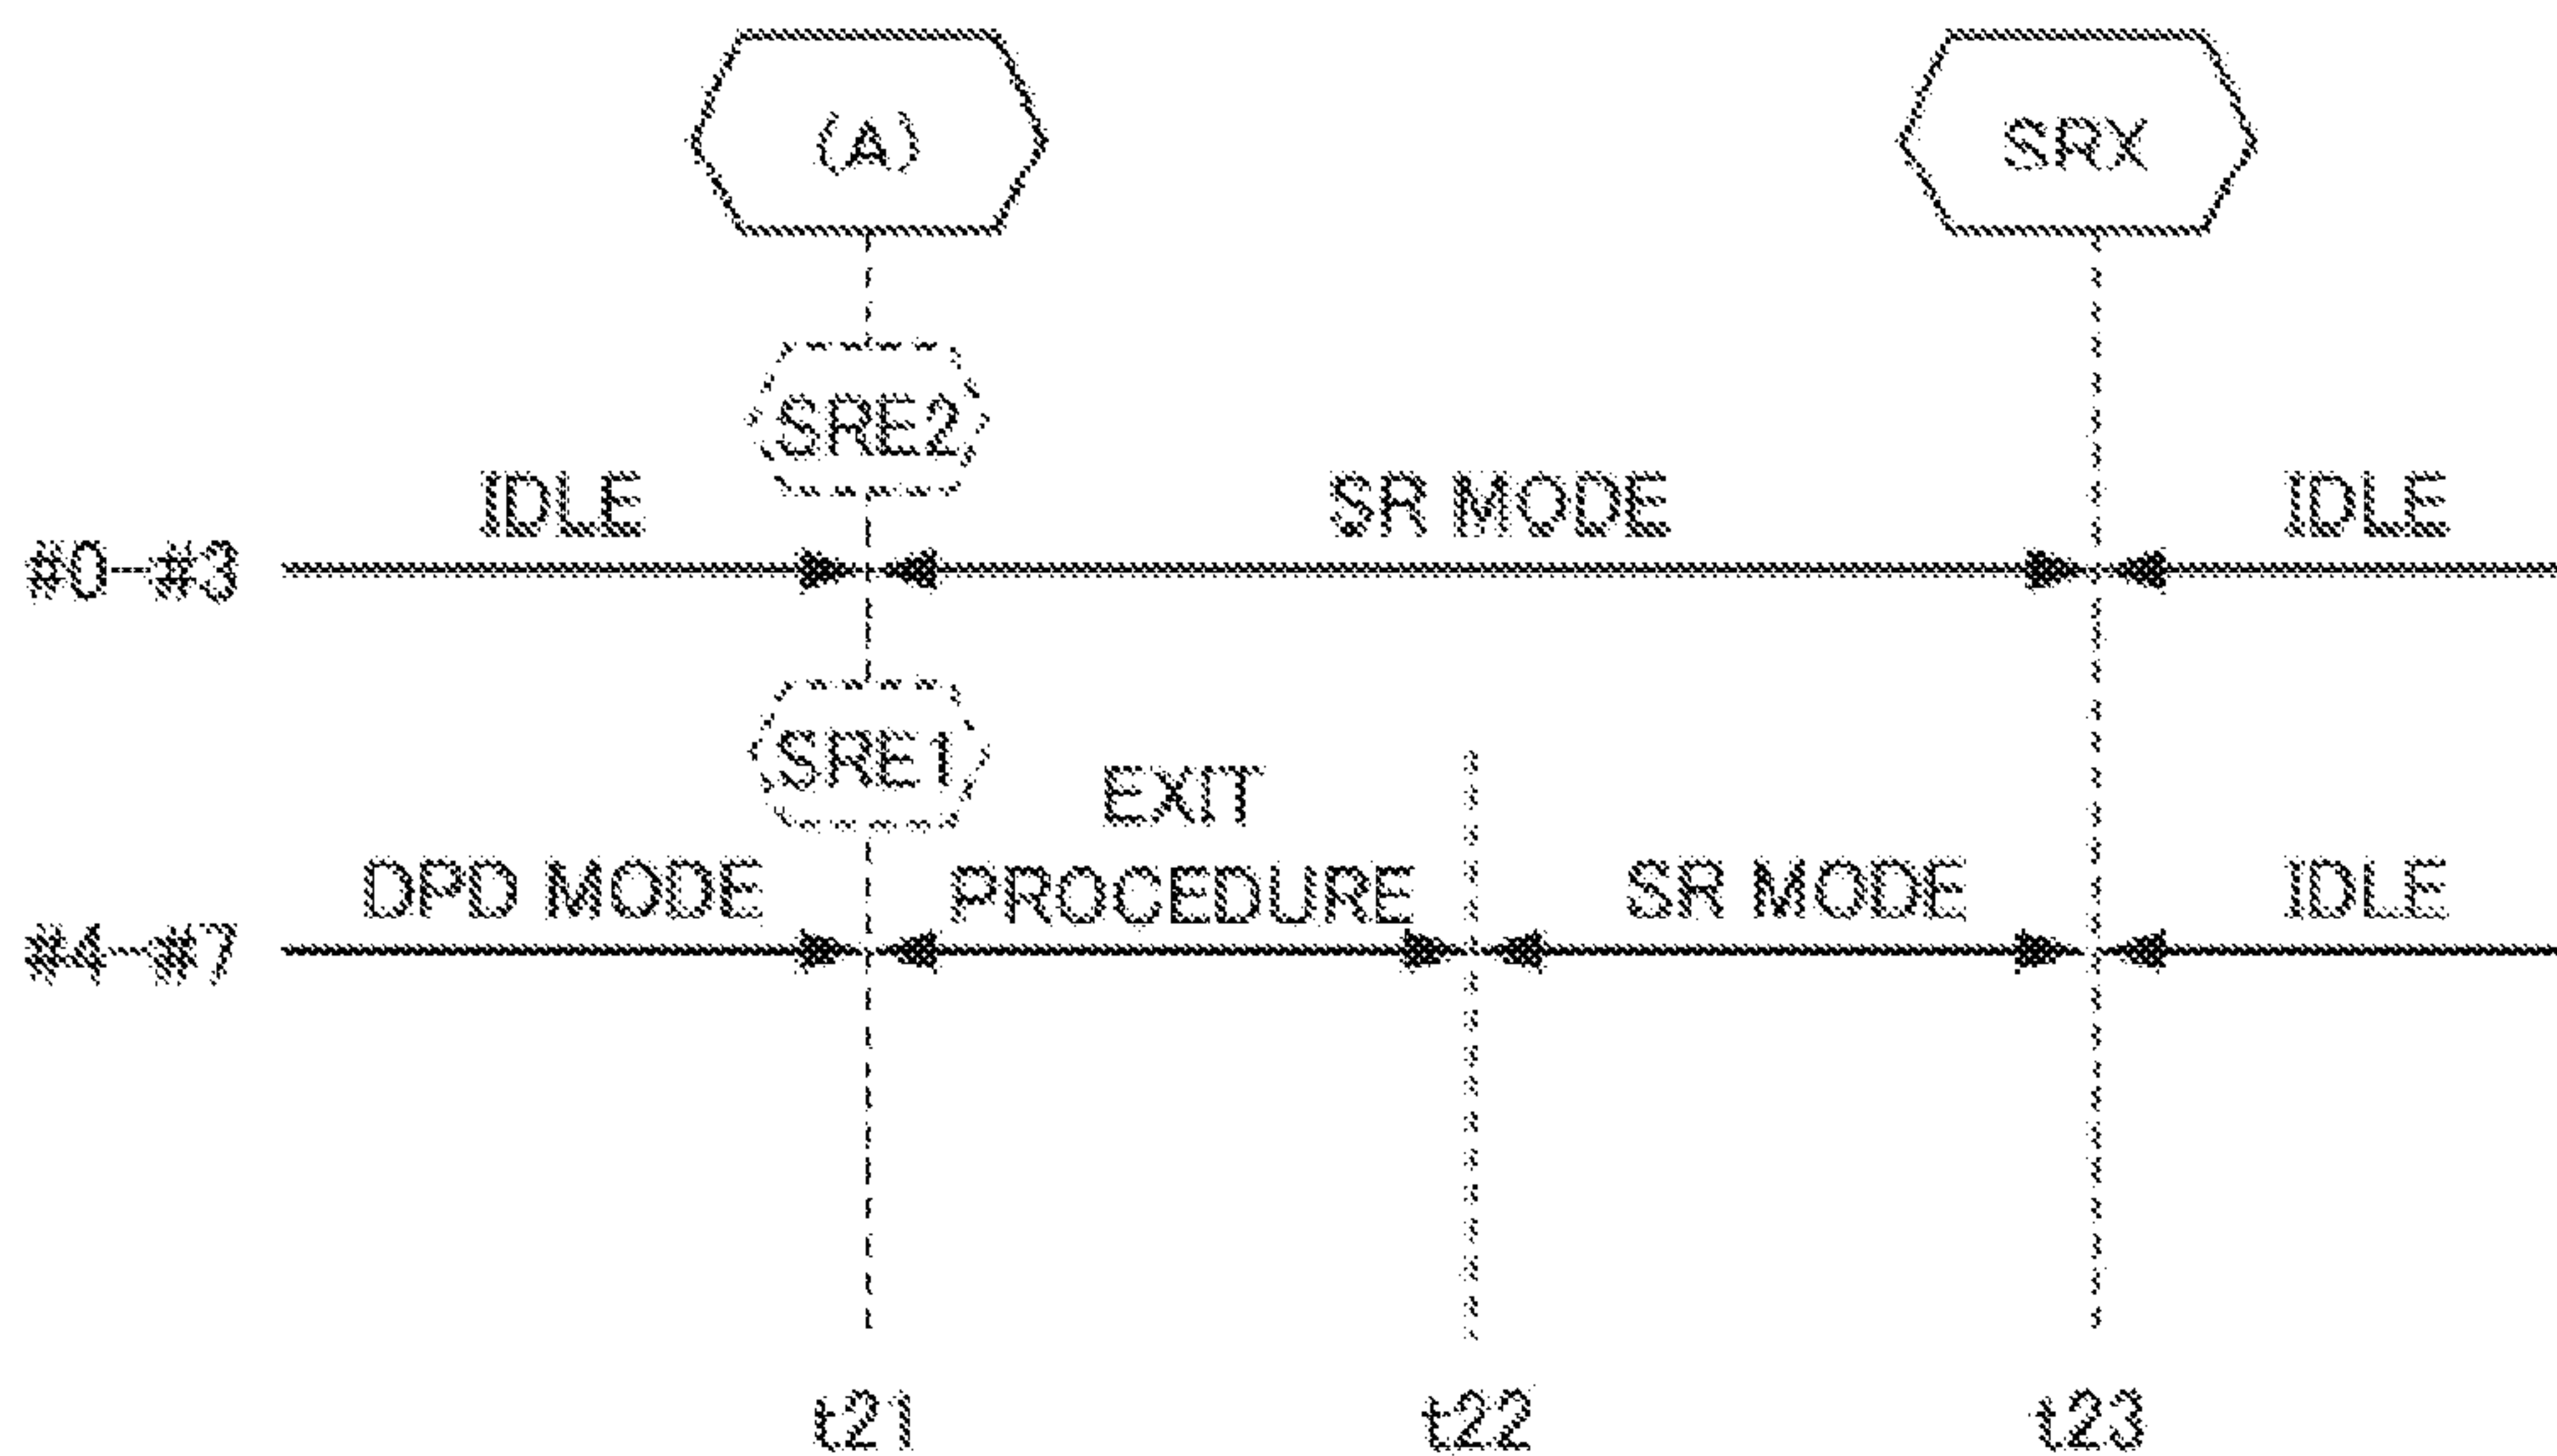 (A)
SRX
SRE2
IDLE
SR MODE
IDLE
#0-#3
SRE1
EXIT
DPD MODE
PROCEDURE
SR MODE
IDLE
#4-#7
t21
t22
t23